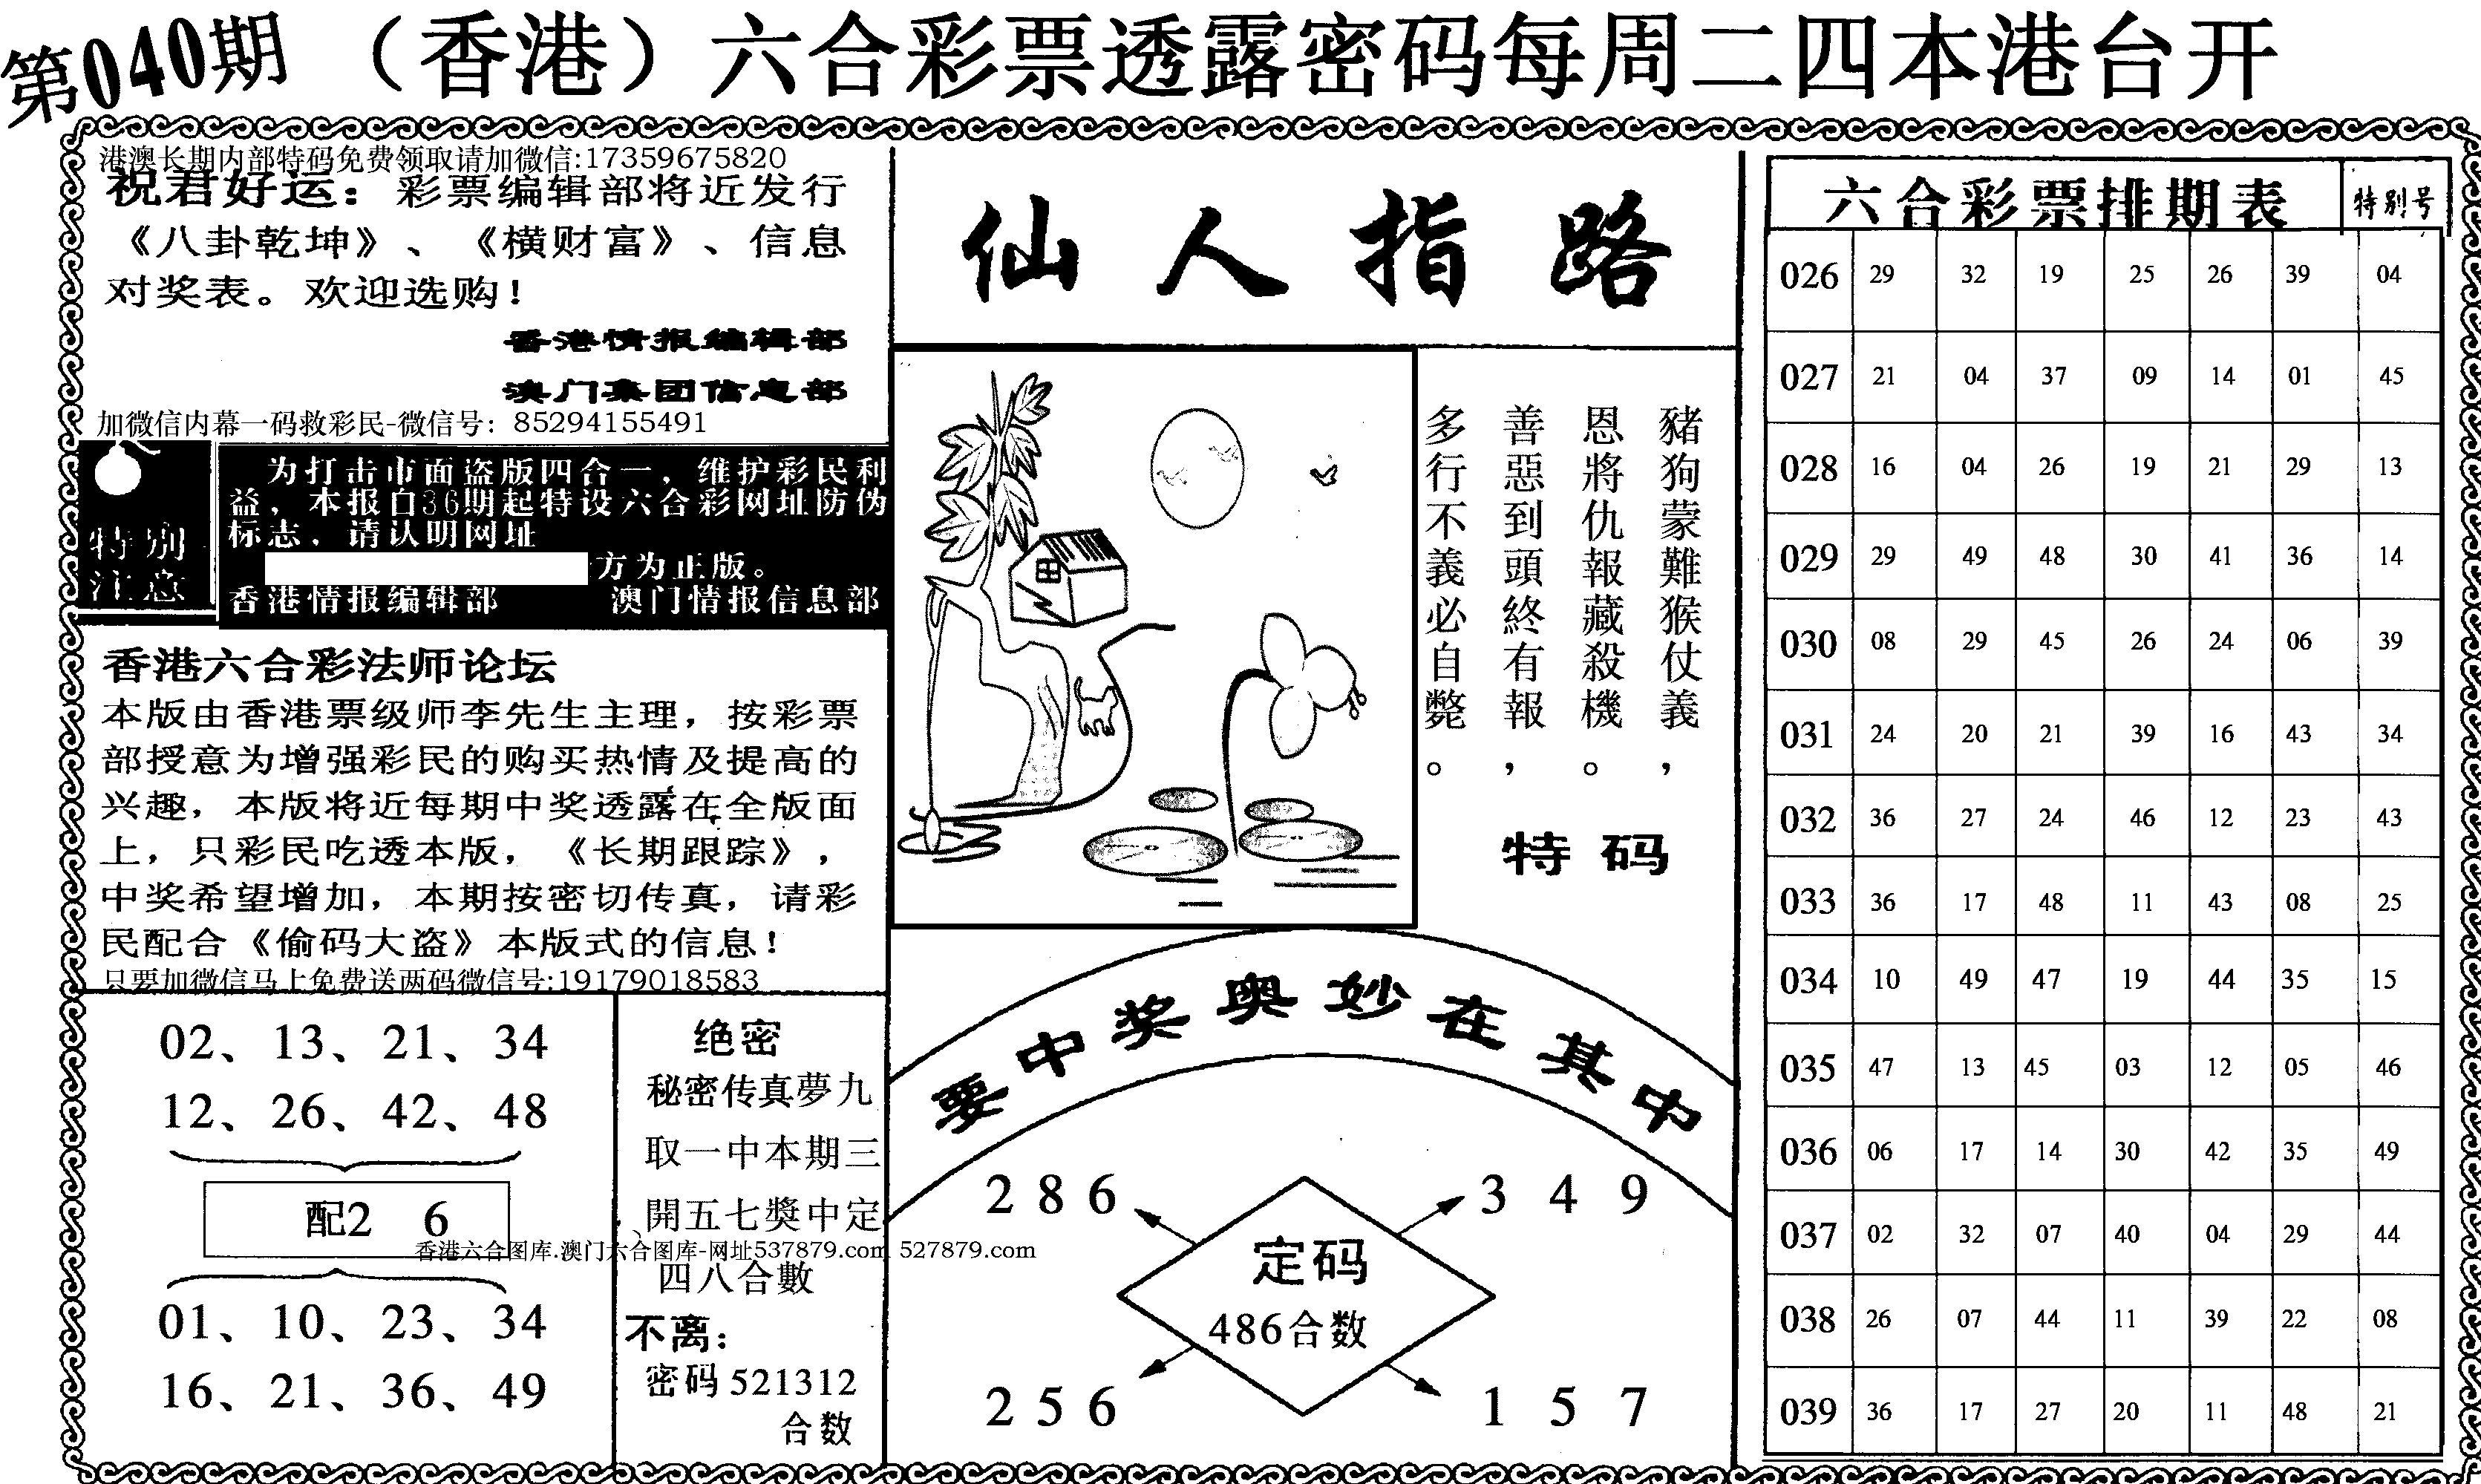 第040期
（香港）六合彩票透露密码每周二四本港台开
港澳长期内部特码免费领取请加微信:17359675820
祝君好运：彩票编辑部将近发行
《八卦乾坤》、《横财富》、信息
对奖表。欢迎选购！
香港情报编辑部
澳门集团信息部
加微信内幕一码救彩民-微信号：85294155491
特别
注意
为打击市面盗版四合一，维护彩民利
益，本报自36期起特设六合彩网址防伪
标志，请认明网址
方为正版。
香港情报编辑部 澳门情报信息部
香港六合彩法师论坛
本版由香港票级师李先生主理，按彩票
部授意为增强彩民的购买热情及提高的
兴趣，本版将近每期中奖透露在全版面
上，只彩民吃透本版，《长期跟踪》，
中奖希望增加，本期按密切传真，请彩
民配合《偷码大盗》本版式的信息！
只要加微信马上免费送两码微信号:19179018583
02、13、21、34
12、26、42、48
配2 6
01、10、23、34
16、21、36、49
绝密
秘密传真夢九
取一中本期三
開五七獎中定、
四八合數
不离：
密码521312
合数
香港六合图库.澳门六合图库-网址537879.com 527879.com
仙人指路
豬狗蒙難猴仗義，
恩將仇報藏殺機。
善惡到頭終有報，
多行不義必自斃。
特码
要中奖奥妙在其中
286 349
定码
486合数
256 157
六合彩票排期表 特别号
026 29 32 19 25 26 39 04
027 21 04 37 09 14 01 45
028 16 04 26 19 21 29 13
029 29 49 48 30 41 36 14
030 08 29 45 26 24 06 39
031 24 20 21 39 16 43 34
032 36 27 24 46 12 23 43
033 36 17 48 11 43 08 25
034 10 49 47 19 44 35 15
035 47 13 45 03 12 05 46
036 06 17 14 30 42 35 49
037 02 32 07 40 04 29 44
038 26 07 44 11 39 22 08
039 36 17 27 20 11 48 21